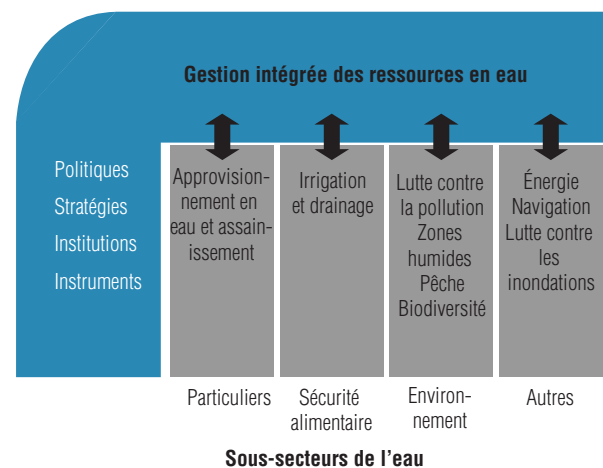 Gestion intégrée des ressources en eau
Politiques
Stratégies
Institutions
Instruments
Approvision-
nement en
eau et assain-
issement
Irrigation
et drainage
Lutte contre
la pollution
Zones
humides
Pêche
Biodiversité
Énergie
Navigation
Lutte contre
les
inondations
Particuliers
Sécurité
alimentaire
Environ-
nement
Autres
Sous-secteurs de l'eau